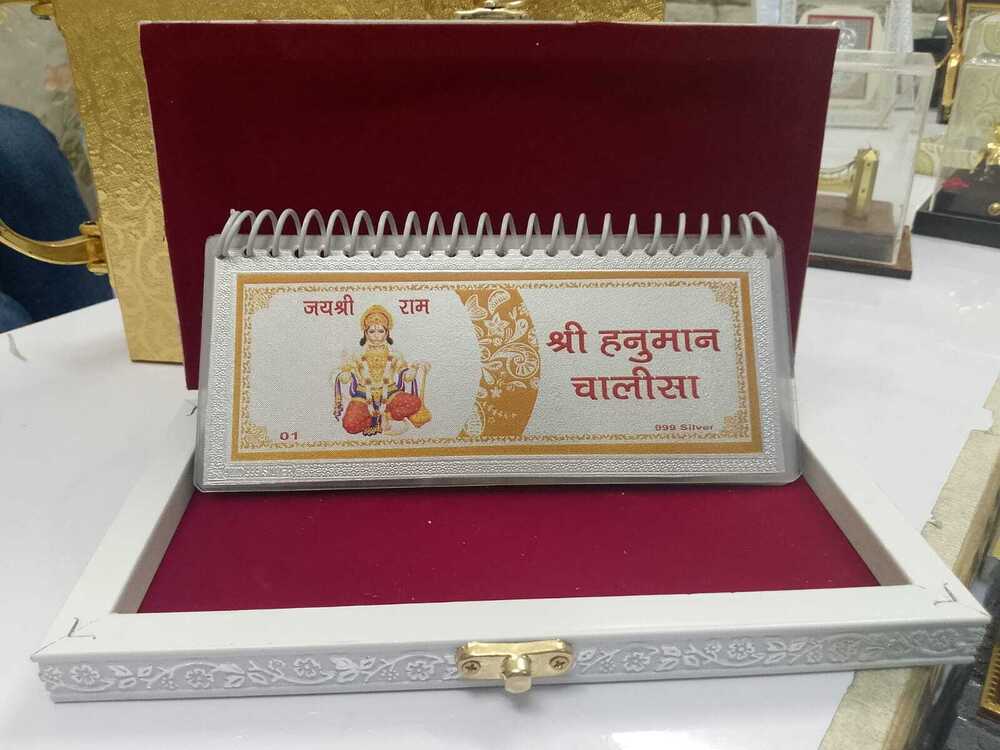 जयश्री राम
श्री हनुमान
चालीसा
01
999 Silver